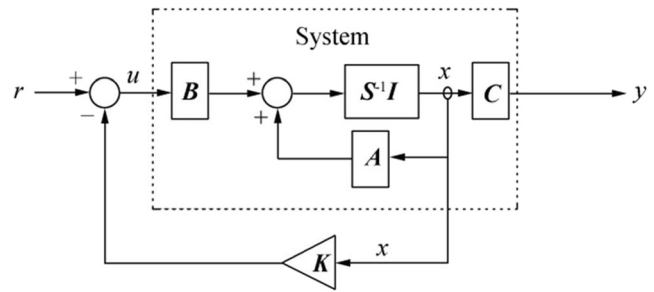 System
r + u B + S⁻¹I x C y
− +
A
K x